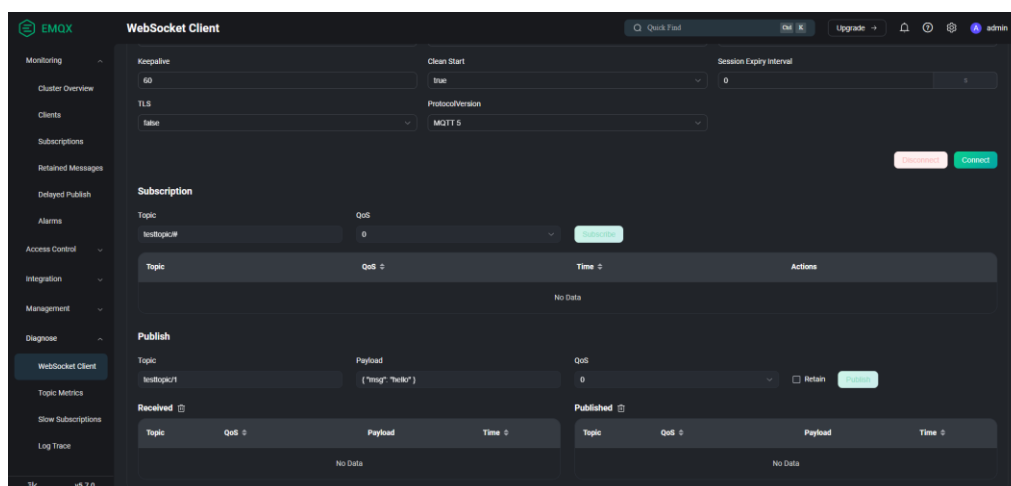 EMQX
WebSocket Client
Quick Find
Ctrl K
Upgrade →
A admin
Monitoring
Cluster Overview
Clients
Subscriptions
Retained Messages
Delayed Publish
Alarms
Access Control
Integration
Management
Diagnose
WebSocket Client
Topic Metrics
Slow Subscriptions
Log Trace
v5.7.0
Keepalive Clean Start Session Expiry Interval
60 true 0 s
TLS ProtocolVersion
false MQTT 5
Disconnect Connect
Subscription
Topic QoS
testtopic/# 0 Subscribe
Topic QoS Time Actions
No Data
Publish
Topic Payload QoS
testtopic/1 { "msg": "hello" } 0 Retain Publish
Received Published
Topic QoS Payload Time Topic QoS Payload Time
No Data No Data